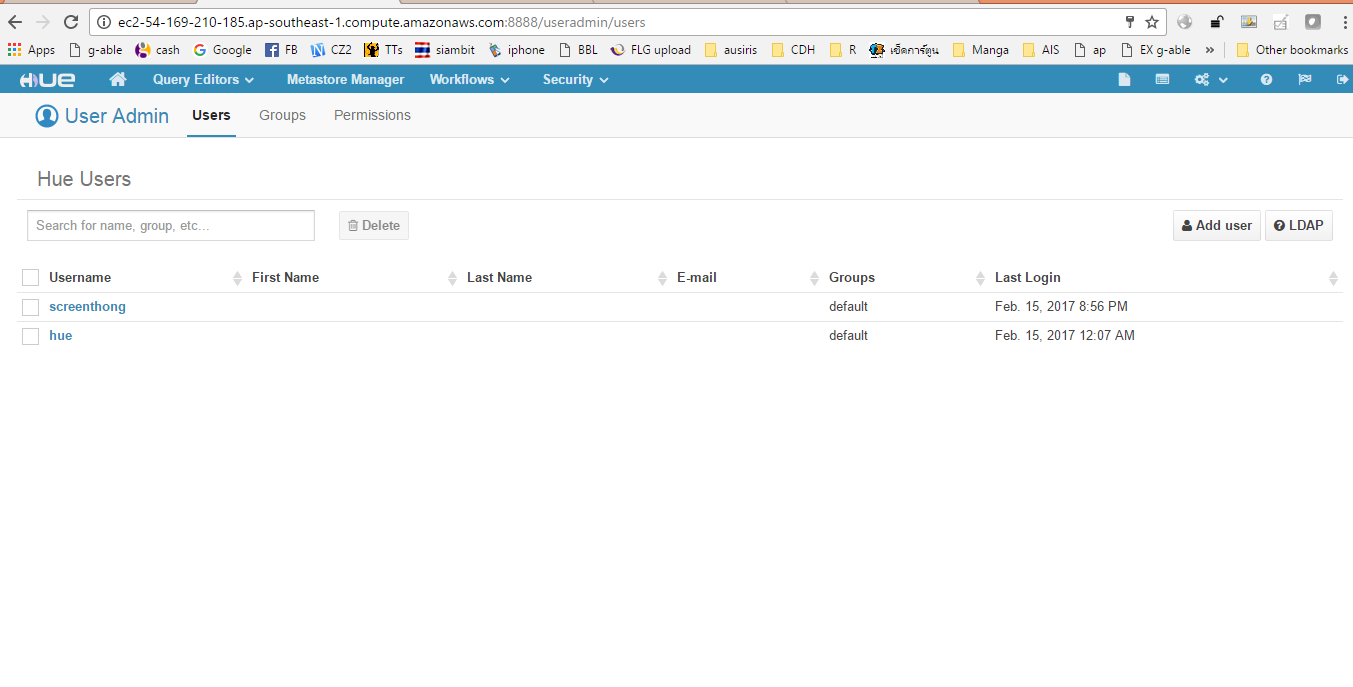 ec2-54-169-210-185.ap-southeast-1.compute.amazonaws.com:8888/useradmin/users
Apps g-able cash Google FB CZ2 TTs siambit iphone BBL FLG upload ausiris CDH R เอ็ดการ์ตูน Manga AIS ap EX g-able » Other bookmarks
HUE Query Editors Metastore Manager Workflows Security
User Admin Users Groups Permissions
Hue Users
Search for name, group, etc... Delete Add user LDAP
Username First Name Last Name E-mail Groups Last Login
screenthong default Feb. 15, 2017 8:56 PM
hue default Feb. 15, 2017 12:07 AM